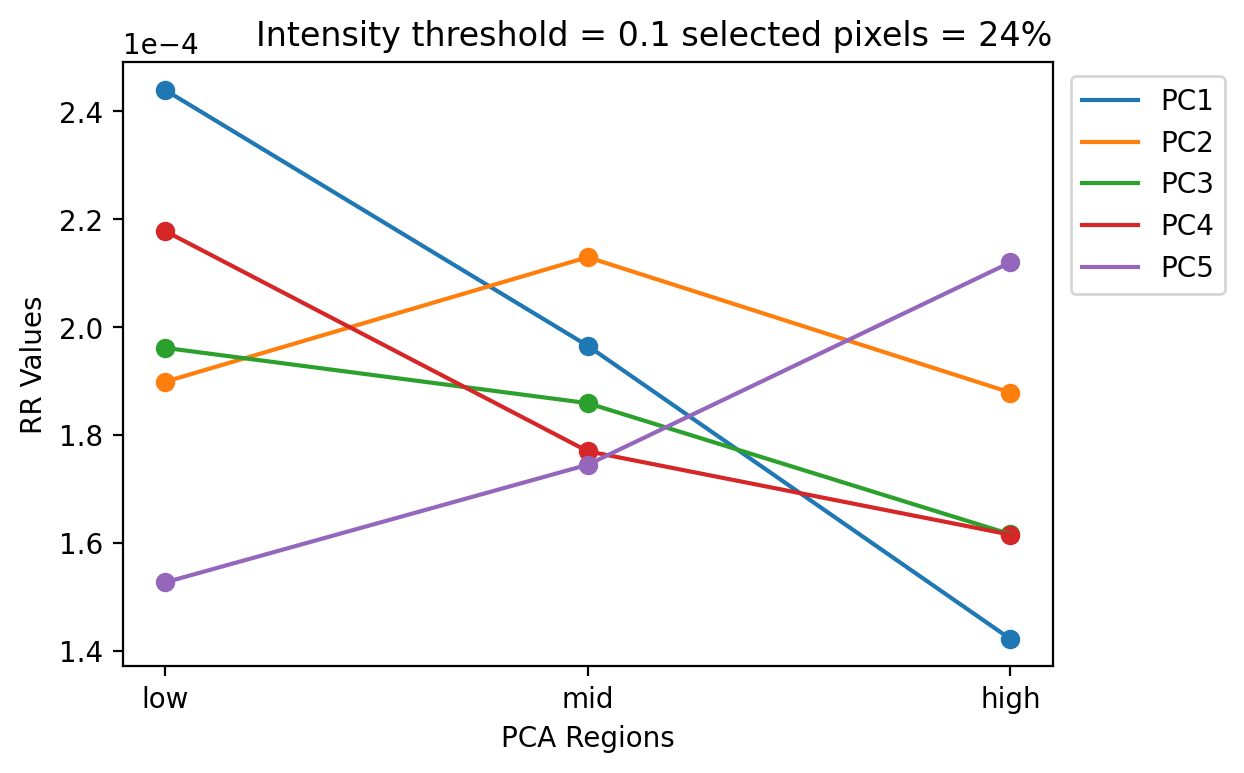 Intensity threshold = 0.1 selected pixels = 24%
1e−4
2.4
2.2
2.0
1.8
1.6
1.4
RR Values
low
mid
high
PCA Regions
PC1
PC2
PC3
PC4
PC5